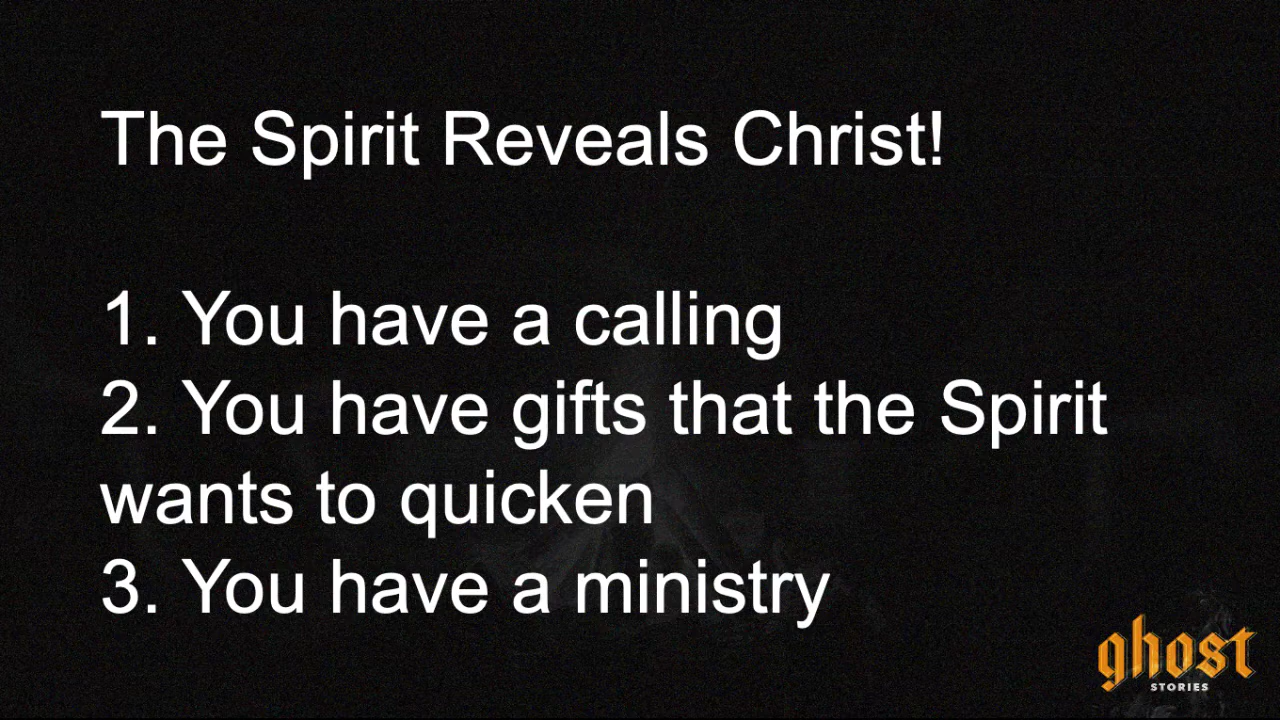 The Spirit Reveals Christ!
1. You have a calling
2. You have gifts that the Spirit
wants to quicken
3. You have a ministry
ghost
STORIES